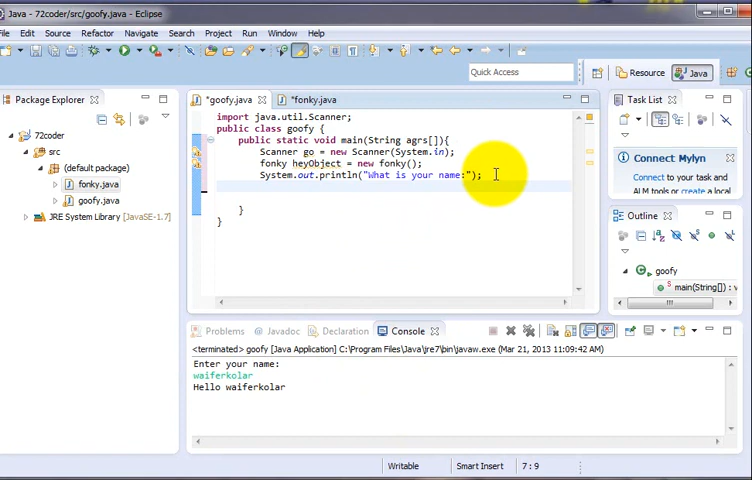 Java - 72coder/src/goofy.java - Eclipse
File Edit Source Refactor Navigate Search Project Run Window Help
Quick Access
Resource
Java
Package Explorer
*goofy.java
*fonky.java
Task List
72coder
src
(default package)
fonky.java
goofy.java
JRE System Library [JavaSE-1.7]
import java.util.Scanner;
public class goofy {
public static void main(String agrs[]){
Scanner go = new Scanner(System.in);
fonky heyObject = new fonky();
System.out.println("What is your name:");
}
}
Connect Mylyn
Connect to your task and
ALM tools or create a local
Outline
goofy
main(String[]) : v
Problems
Javadoc
Declaration
Console
<terminated> goofy [Java Application] C:\Program Files\Java\jre7\bin\javaw.exe (Mar 21, 2013 11:09:42 AM)
Enter your name:
waiferkolar
Hello waiferkolar
Writable
Smart Insert
7 : 9